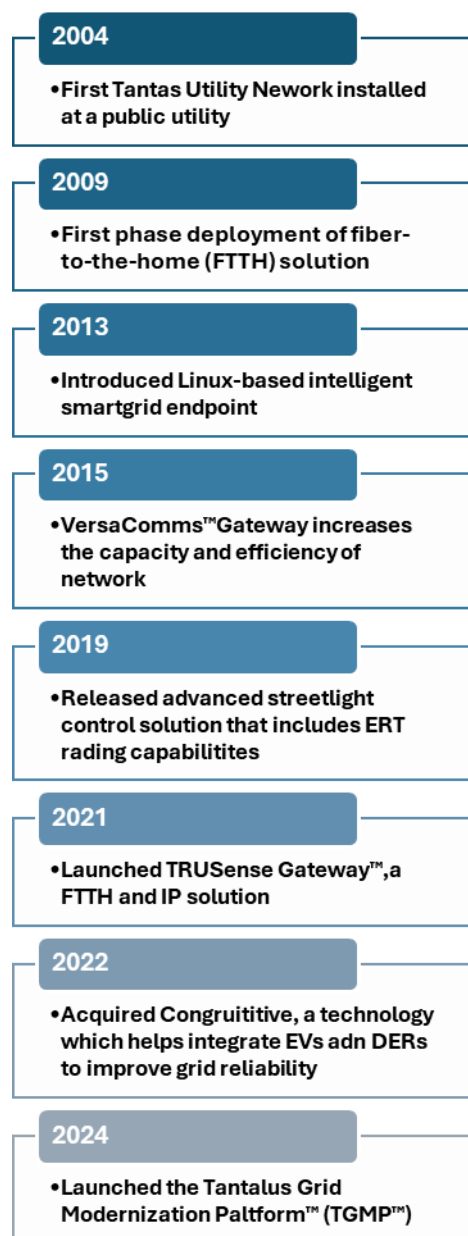 2004
•First Tantas Utility Nework installed
at a public utility
2009
•First phase deployment of fiber-
to-the-home (FTTH) solution
2013
•Introduced Linux-based intelligent
smartgrid endpoint
2015
•VersaComms™Gateway increases
the capacity and efficiency of
network
2019
•Released advanced streetlight
control solution that includes ERT
rading capabilitites
2021
•Launched TRUSense Gateway™,a
FTTH and IP solution
2022
•Acquired Congruititive, a technology
which helps integrate EVs adn DERs
to improve grid reliability
2024
•Launched the Tantalus Grid
Modernization Paltform™ (TGMP™)